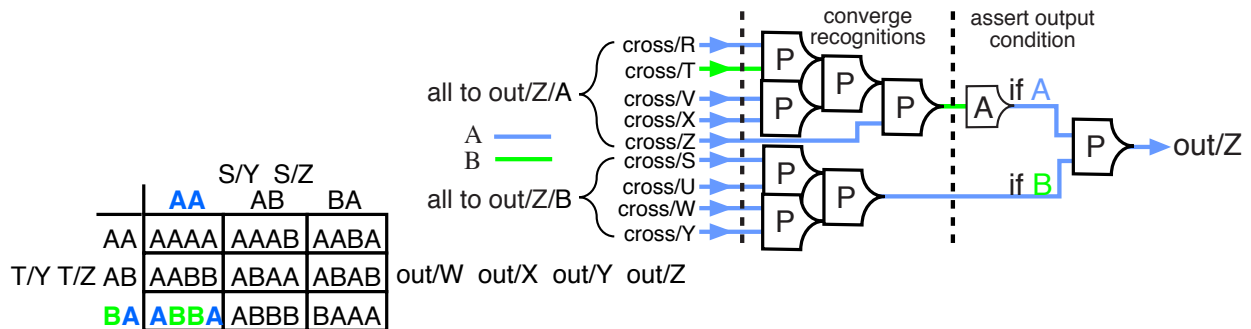 converge
recognitions
assert output
condition
cross/R
cross/T
cross/V
cross/X
cross/Z
cross/S
cross/U
cross/W
cross/Y
all to out/Z/A
all to out/Z/B
A
B
P
P
P
P
P
P
P
A
if A
if B
P
out/Z
S/Y S/Z
AA AB BA
AA AAAA AAAB AABA
T/Y T/Z AB AABB ABAA ABAB out/W out/X out/Y out/Z
BA ABBA ABBB BAAA